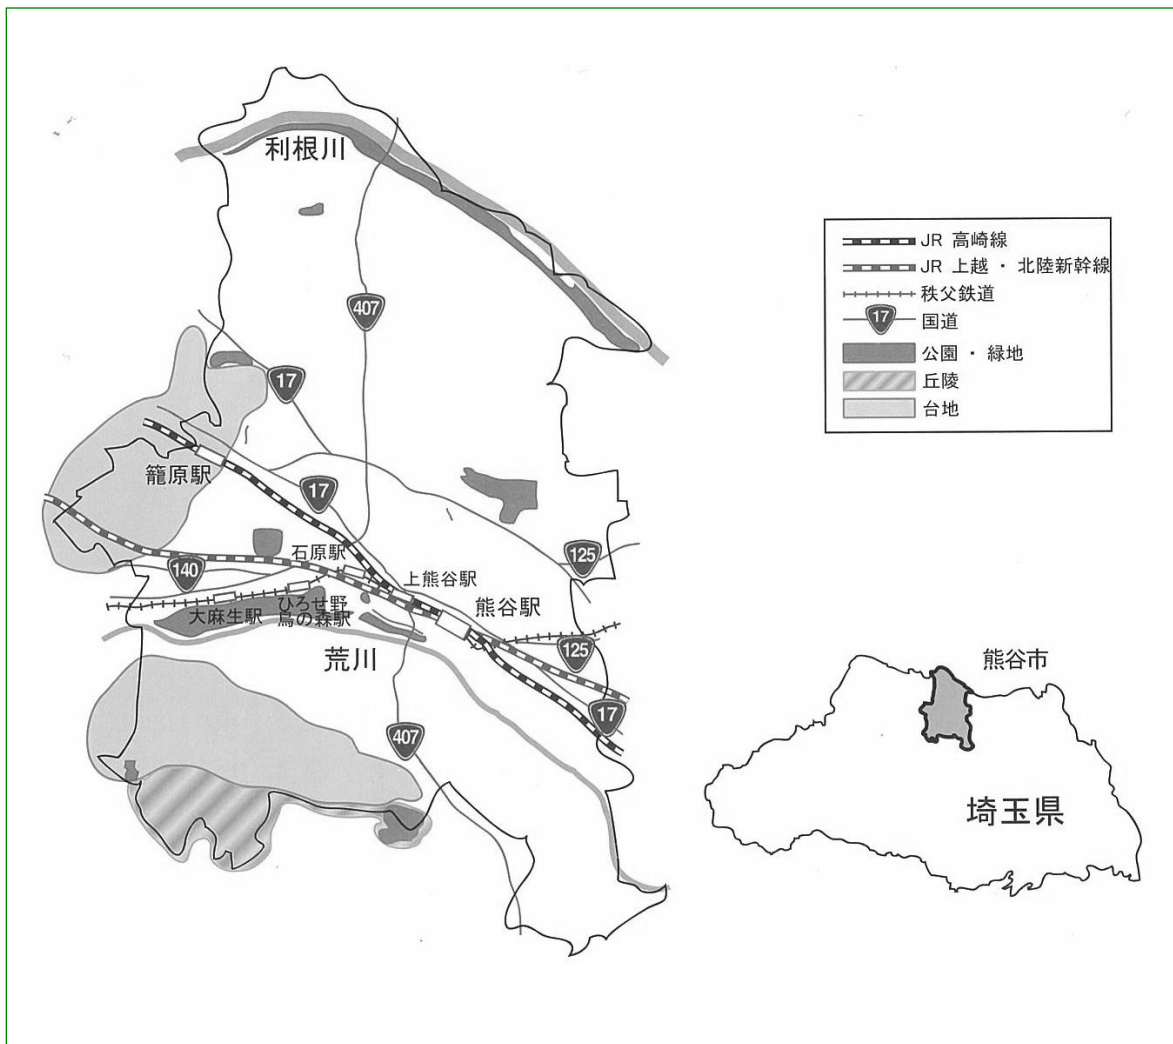 利根川
407
17
籠原駅
17
石原駅
140
上熊谷駅
125
大麻生駅
ひろせ野
鳥の森駅
熊谷駅
荒川
125
17
407
JR 高崎線
JR 上越 ・ 北陸新幹線
秩父鉄道
17
国道
公園 ・ 緑地
丘陵
台地
熊谷市
埼玉県